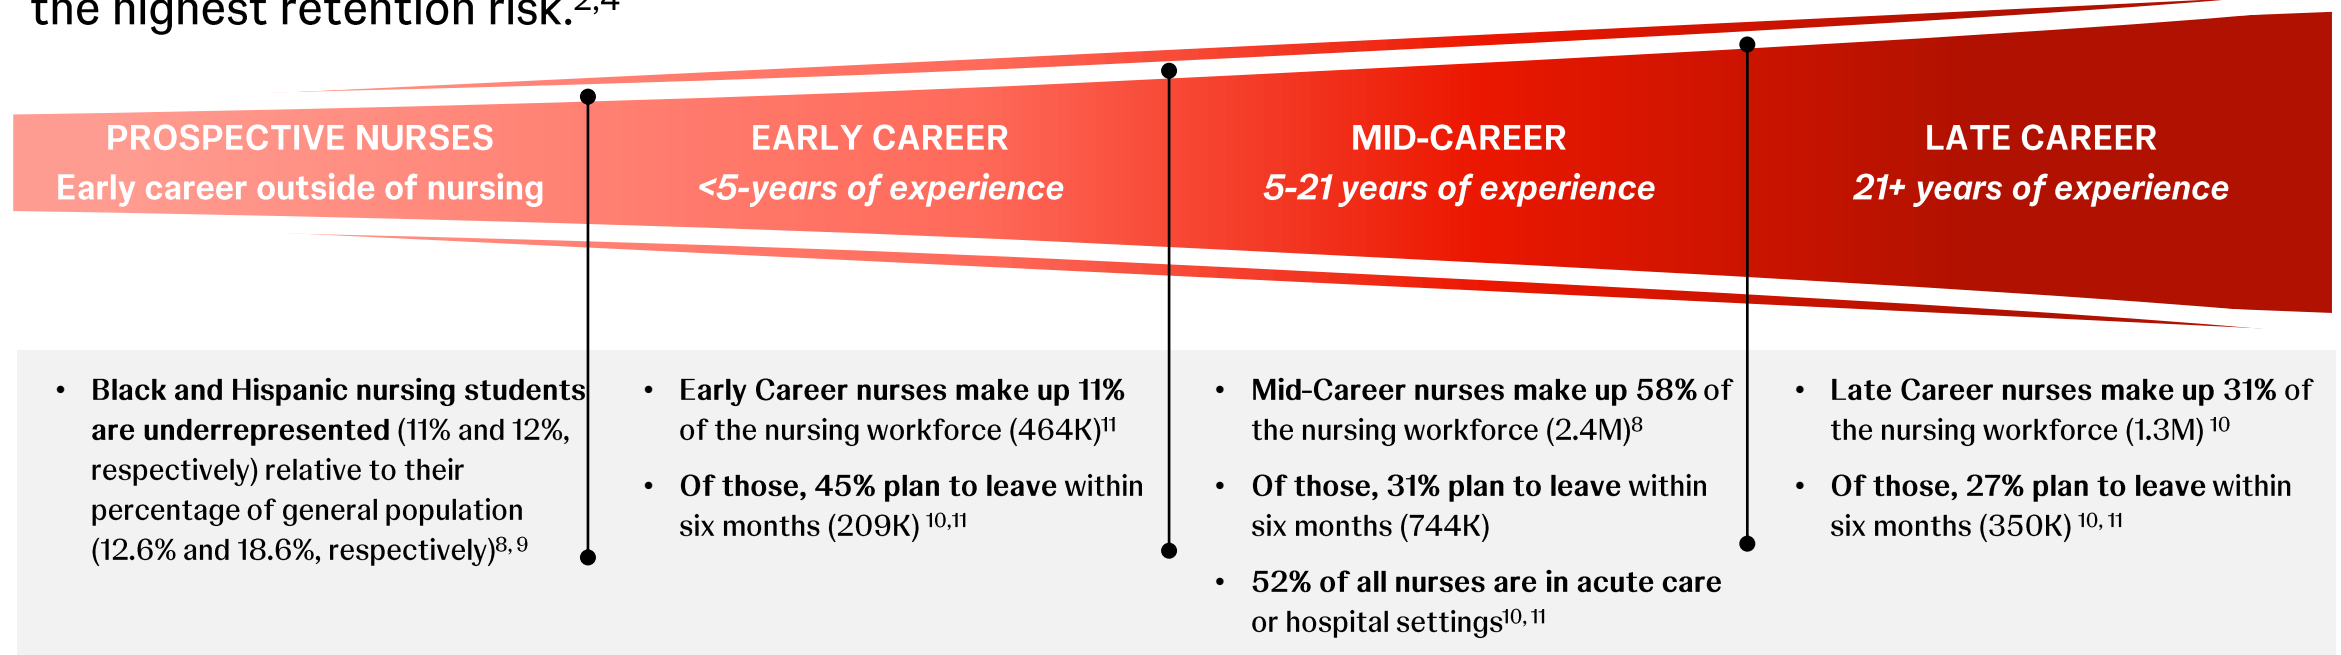 the highest retention risk.2,4
PROSPECTIVE NURSES
Early career outside of nursing
EARLY CAREER
<5-years of experience
MID-CAREER
5-21 years of experience
LATE CAREER
21+ years of experience
• Black and Hispanic nursing students
are underrepresented (11% and 12%,
respectively) relative to their
percentage of general population
(12.6% and 18.6%, respectively)8, 9
• Early Career nurses make up 11%
of the nursing workforce (464K)11
• Of those, 45% plan to leave within
six months (209K) 10,11
• Mid-Career nurses make up 58% of
the nursing workforce (2.4M)8
• Of those, 31% plan to leave within
six months (744K)
• 52% of all nurses are in acute care
or hospital settings10, 11
• Late Career nurses make up 31% of
the nursing workforce (1.3M) 10
• Of those, 27% plan to leave within
six months (350K) 10, 11